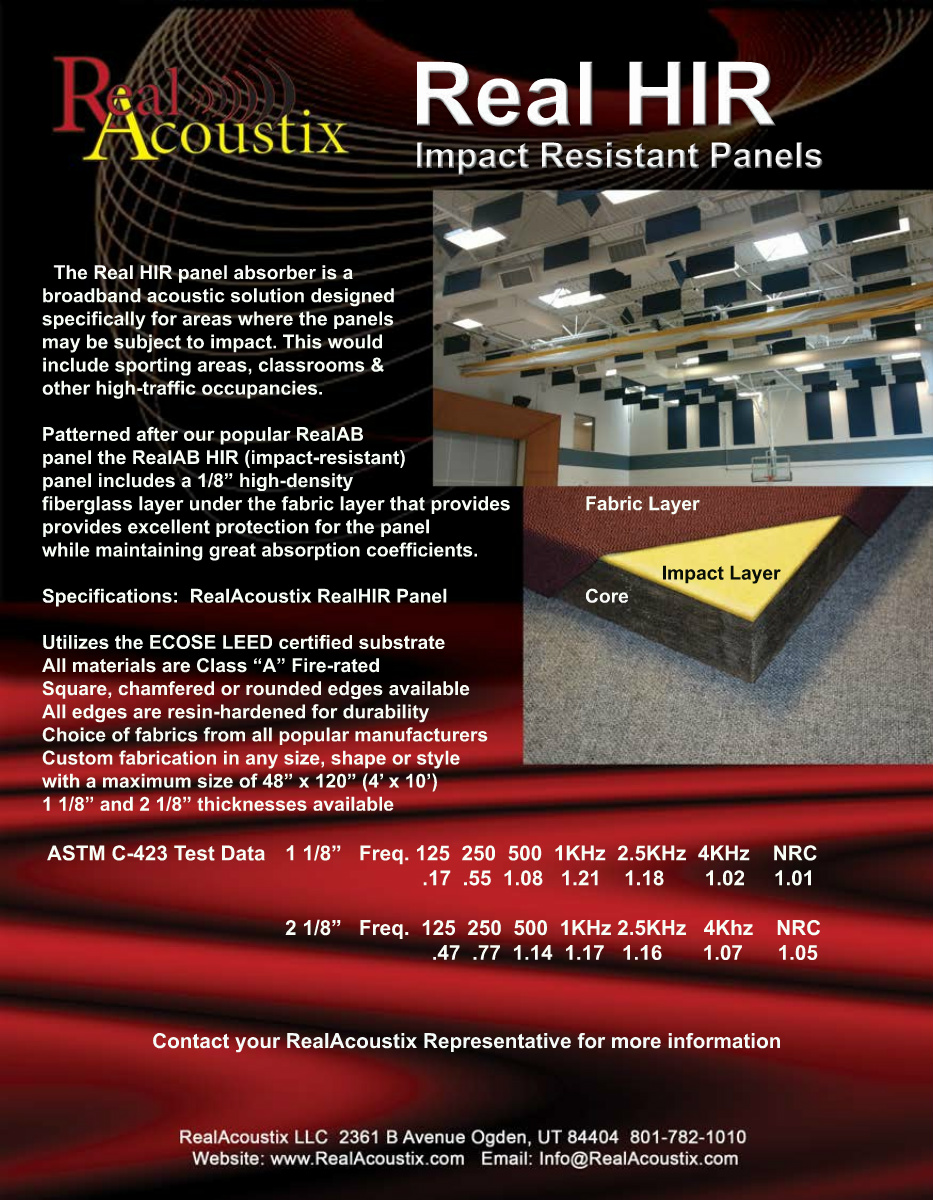 Real
Acoustix
Real HIR
Impact Resistant Panels
The Real HIR panel absorber is a
broadband acoustic solution designed
specifically for areas where the panels
may be subject to impact. This would
include sporting areas, classrooms &
other high-traffic occupancies.
Patterned after our popular RealAB
panel the RealAB HIR (impact-resistant)
panel includes a 1/8” high-density
fiberglass layer under the fabric layer that provides
provides excellent protection for the panel
while maintaining great absorption coefficients.
Fabric Layer
Impact Layer
Core
Specifications: RealAcoustix RealHIR Panel
Utilizes the ECOSE LEED certified substrate
All materials are Class “A” Fire-rated
Square, chamfered or rounded edges available
All edges are resin-hardened for durability
Choice of fabrics from all popular manufacturers
Custom fabrication in any size, shape or style
with a maximum size of 48” x 120” (4’ x 10’)
1 1/8” and 2 1/8” thicknesses available
ASTM C-423 Test Data 1 1/8” Freq. 125 250 500 1KHz 2.5KHz 4KHz NRC
.17 .55 1.08 1.21 1.18 1.02 1.01
2 1/8” Freq. 125 250 500 1KHz 2.5KHz 4Khz NRC
.47 .77 1.14 1.17 1.16 1.07 1.05
Contact your RealAcoustix Representative for more information
RealAcoustix LLC 2361 B Avenue Ogden, UT 84404 801-782-1010
Website: www.RealAcoustix.com Email: Info@RealAcoustix.com